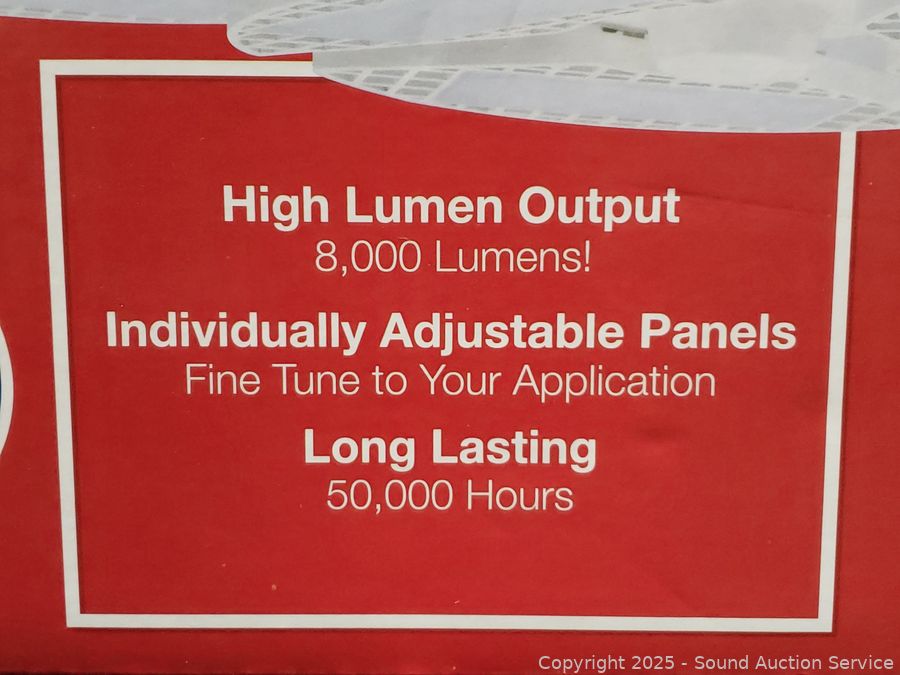 High Lumen Output
8,000 Lumens!
Individually Adjustable Panels
Fine Tune to Your Application
Long Lasting
50,000 Hours
Copyright 2025 - Sound Auction Service